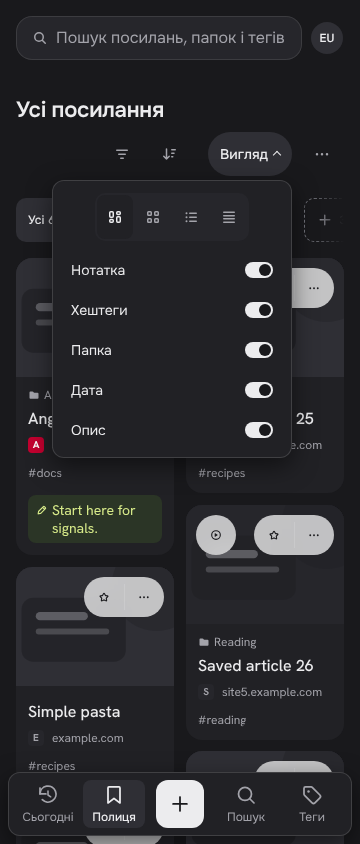 Пошук посилань, папок і тегів
EU
Усі посилання
Вигляд
Усі
Нотатка
Хештеги
Папка
Дата
Опис
A
25
#docs
#recipes
Start here for
signals.
Reading
Saved article 26
S site5.example.com
#reading
Simple pasta
E example.com
#recipes
Сьогодні
Полиця
Пошук
Теги